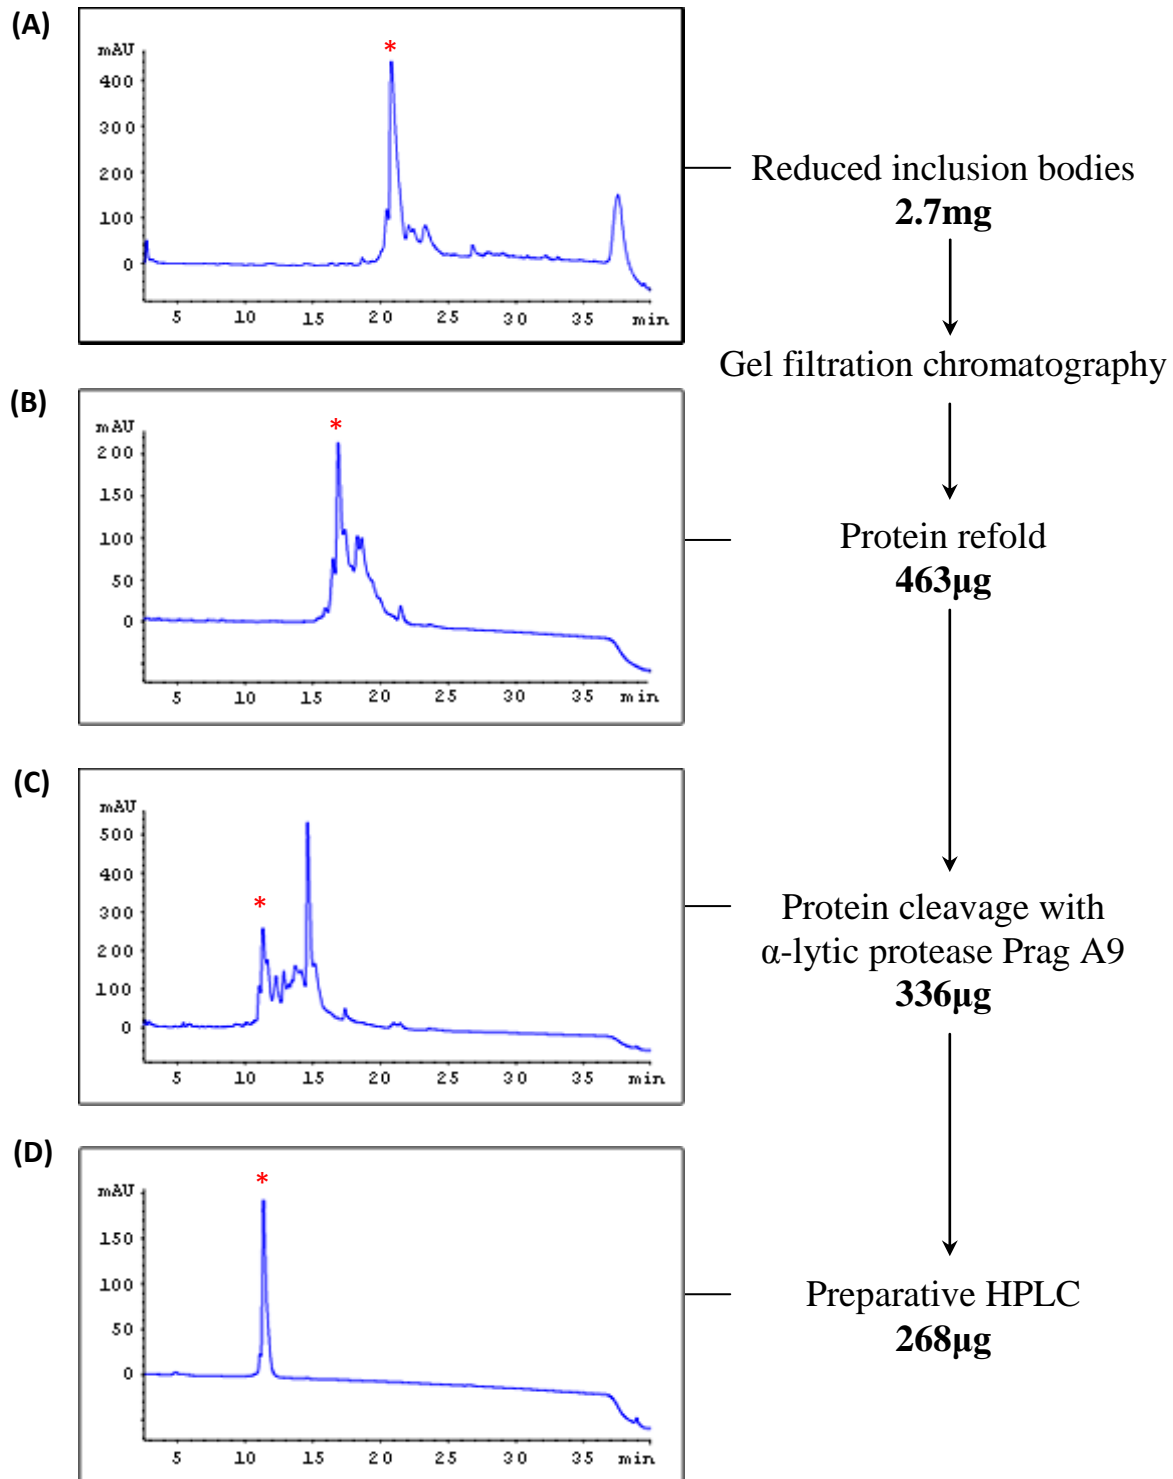 (A)
*
mAU
400
300
200
100
0
5 10 15 20 25 30 35 min
Reduced inclusion bodies
2.7mg
Gel filtration chromatography
(B)
*
mAU
200
150
100
50
0
5 10 15 20 25 30 35 min
Protein refold
463µg
(C)
*
mAU
500
400
300
200
100
0
5 10 15 20 25 30 35 min
Protein cleavage with
α-lytic protease Prag A9
336µg
(D)
*
mAU
150
100
50
0
5 10 15 20 25 30 35 min
Preparative HPLC
268µg